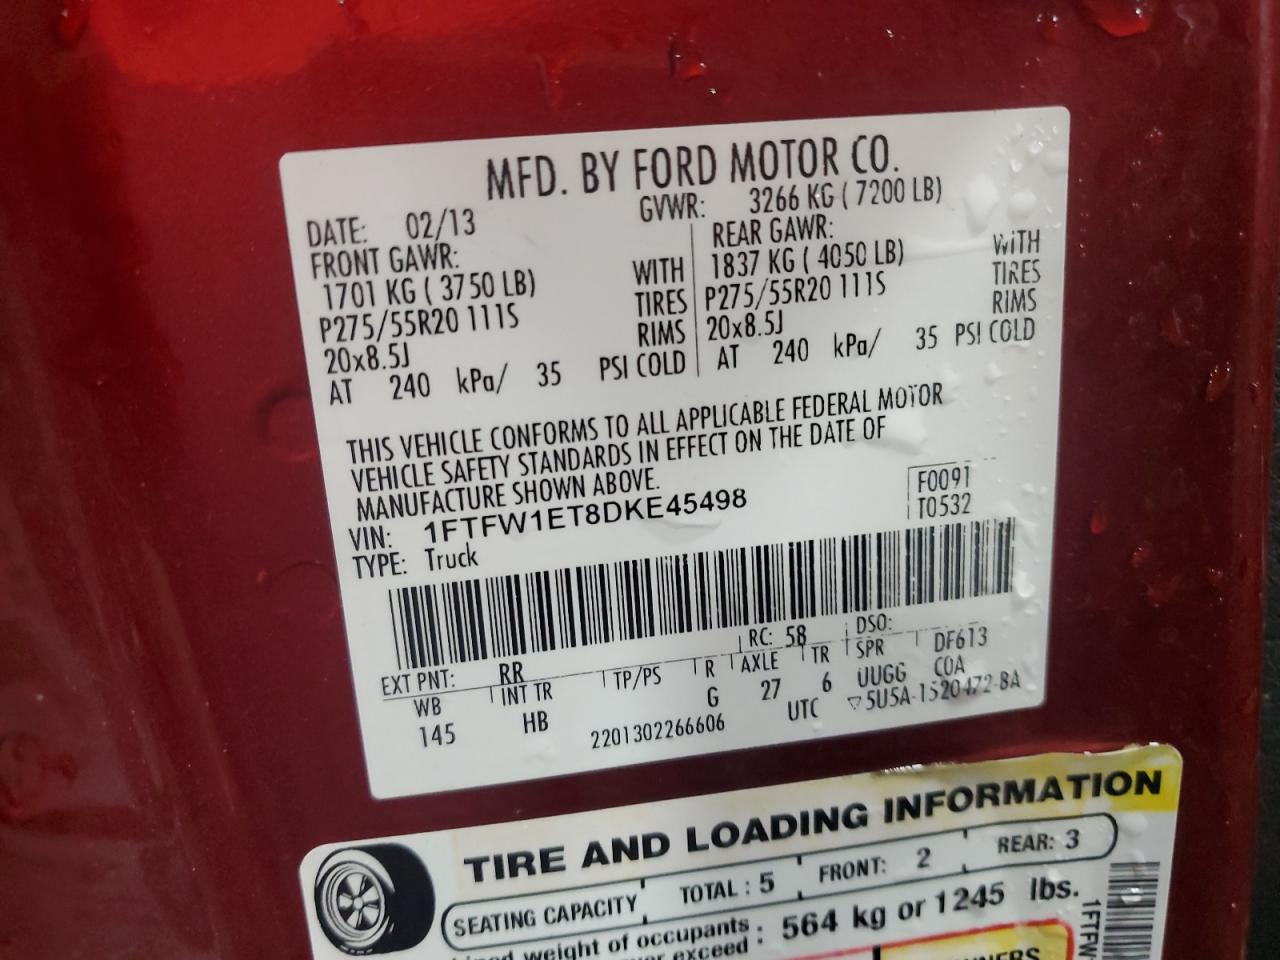 MFD. BY FORD MOTOR CO.
DATE: 02/13 GVWR: 3266 KG ( 7200 LB)
FRONT GAWR: REAR GAWR:
1701 KG ( 3750 LB) WITH 1837 KG ( 4050 LB) WITH
P275/55R20 111S TIRES P275/55R20 111S TIRES
20x8.5J RIMS 20x8.5J RIMS
AT 240 kPa/ 35 PSI COLD AT 240 kPa/ 35 PSI COLD
THIS VEHICLE CONFORMS TO ALL APPLICABLE FEDERAL MOTOR
VEHICLE SAFETY STANDARDS IN EFFECT ON THE DATE OF
MANUFACTURE SHOWN ABOVE.
F0091
VIN: 1FTFW1ET8DKE45498 T0532
TYPE: Truck
EXT PNT: RR RC: 58 DSO:
WB INT TR TP/PS R AXLE TR SPR DF613
145 HB G 27 6 UUGG COA
2201302266606 UTC ▽5U5A-1520472-BA
TIRE AND LOADING INFORMATION
SEATING CAPACITY TOTAL : 5 FRONT: 2 REAR: 3
weight of occupants : 564 kg or 1245 lbs.
exceed :
1FTFW